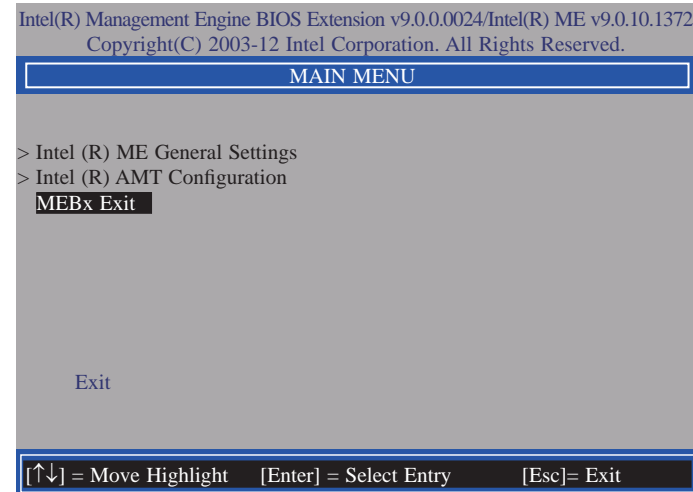 Intel(R) Management Engine BIOS Extension v9.0.0.0024/Intel(R) ME v9.0.10.1372
Copyright(C) 2003-12 Intel Corporation. All Rights Reserved.
MAIN MENU
> Intel (R) ME General Settings
> Intel (R) AMT Configuration
MEBx Exit
Exit
[↑↓] = Move Highlight [Enter] = Select Entry [Esc]= Exit